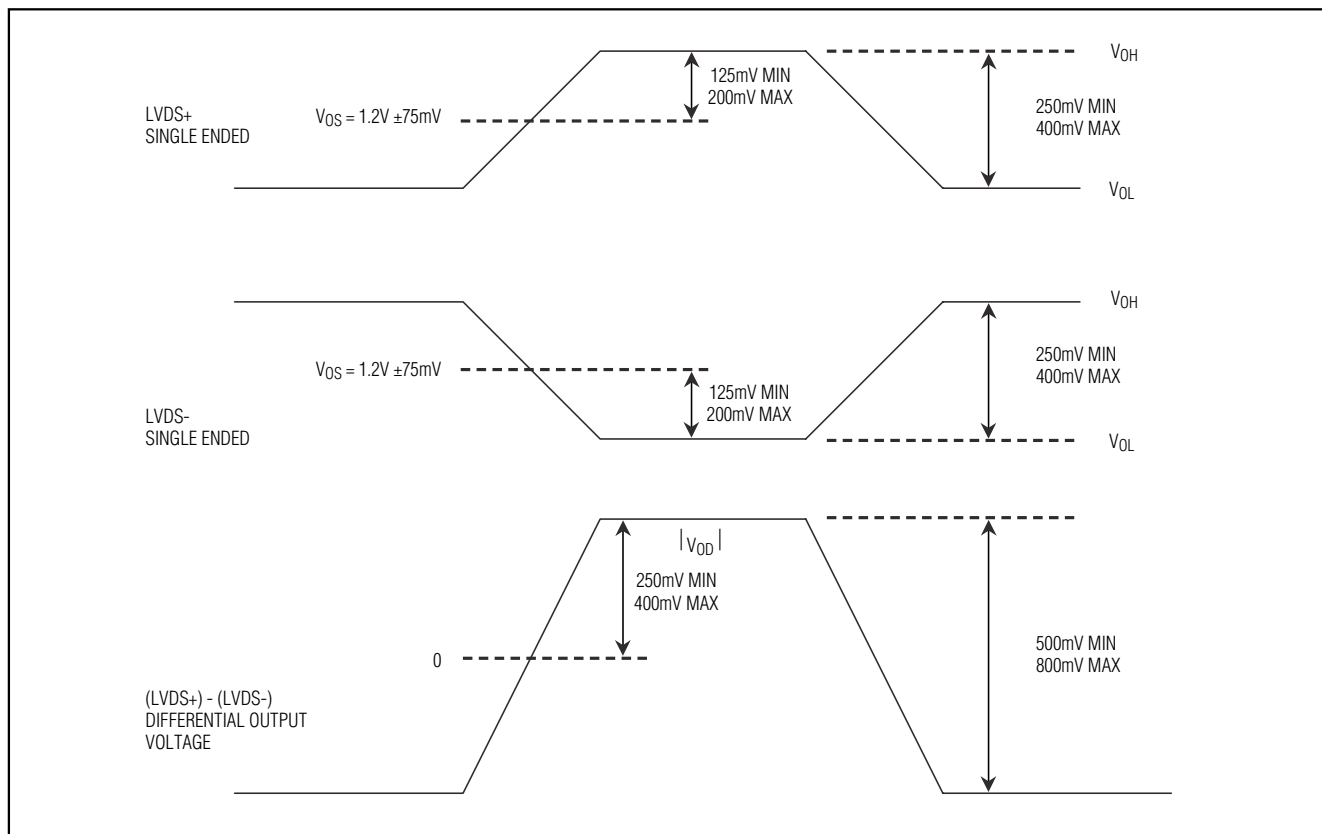 V_OH
125mV MIN
200mV MAX
LVDS+
SINGLE ENDED
V_OS = 1.2V ±75mV
250mV MIN
400mV MAX
V_OL
V_OH
250mV MIN
400mV MAX
V_OS = 1.2V ±75mV
125mV MIN
200mV MAX
LVDS-
SINGLE ENDED
V_OL
|V_OD|
250mV MIN
400mV MAX
0
500mV MIN
800mV MAX
(LVDS+) - (LVDS-)
DIFFERENTIAL OUTPUT
VOLTAGE